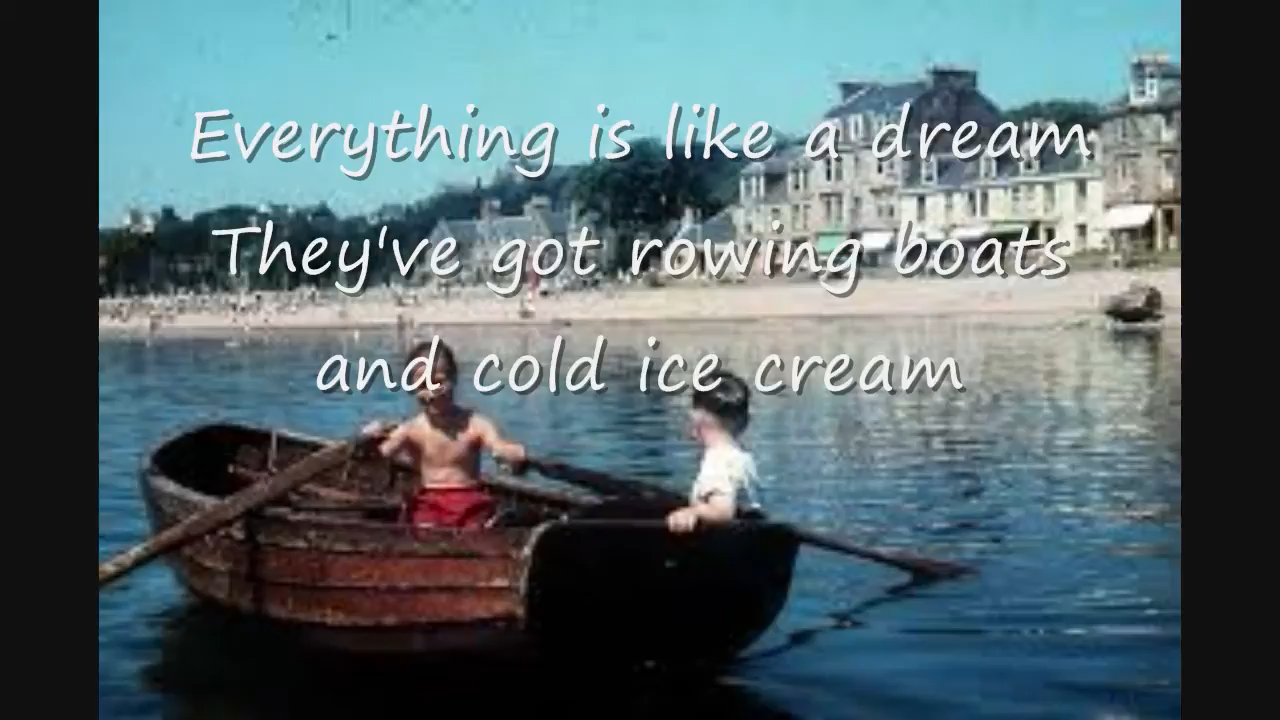 Everything is like a dream
They've got rowing boats
and cold ice cream